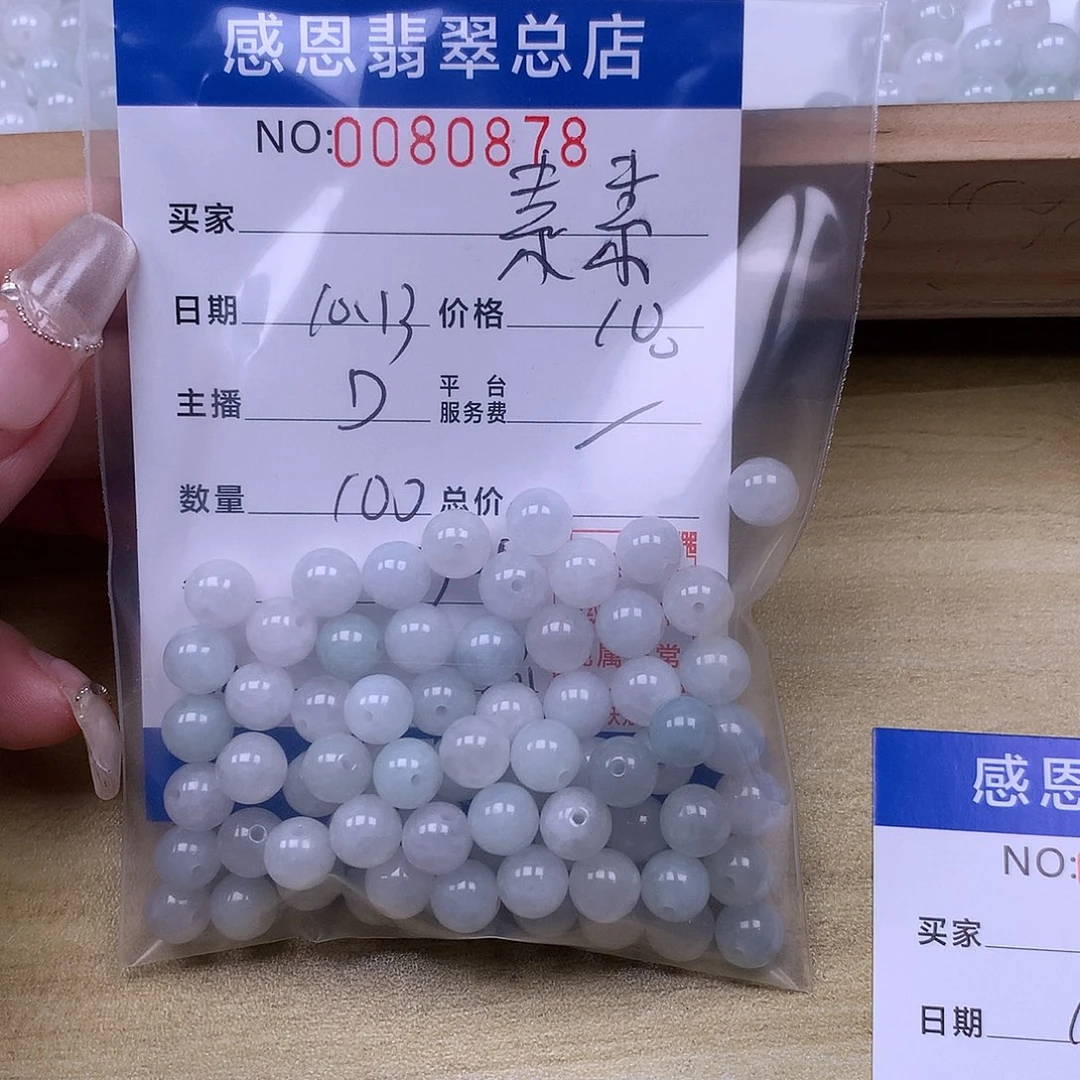 感恩翡翠总店
NO:0080878
买家 素素
日期 10.13 价格 10。
主播 D 平台服务费 /
数量 100 总价
感恩
NO:
买家
日期